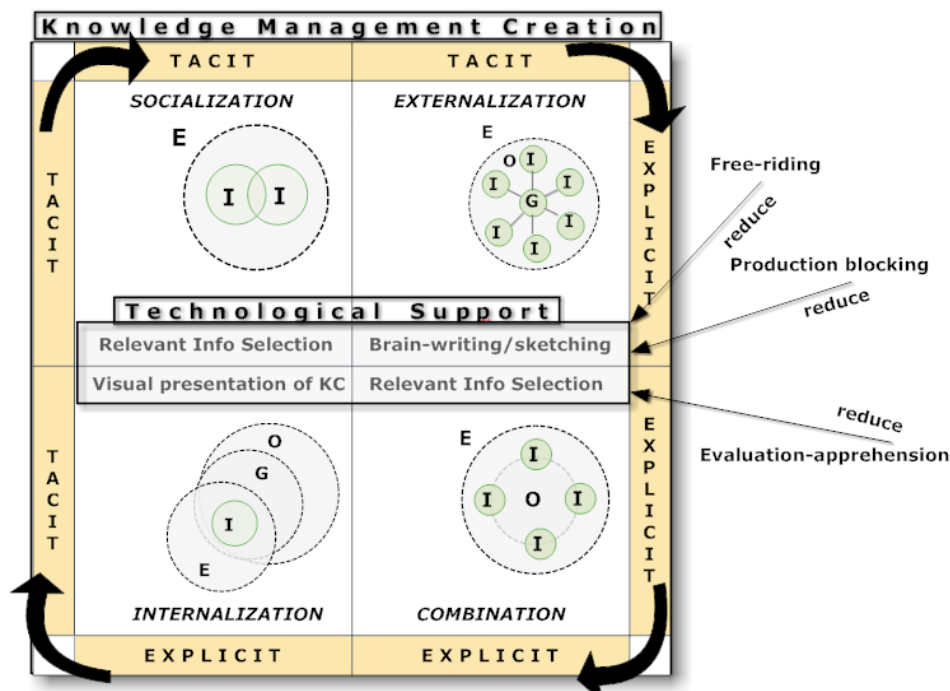 Knowledge Management Creation
TACIT TACIT
SOCIALIZATION EXTERNALIZATION
E
I I
E
O I
I I
G
I I
I
TACIT
EXPLICIT
Free-riding
reduce
Production blocking
reduce
Technological Support
Relevant Info Selection Brain-writing/sketching
Visual presentation of KC Relevant Info Selection
reduce
Evaluation-apprehension
TACIT
EXPLICIT
O
G
I
E
E
I
I O I
I
INTERNALIZATION COMBINATION
EXPLICIT EXPLICIT